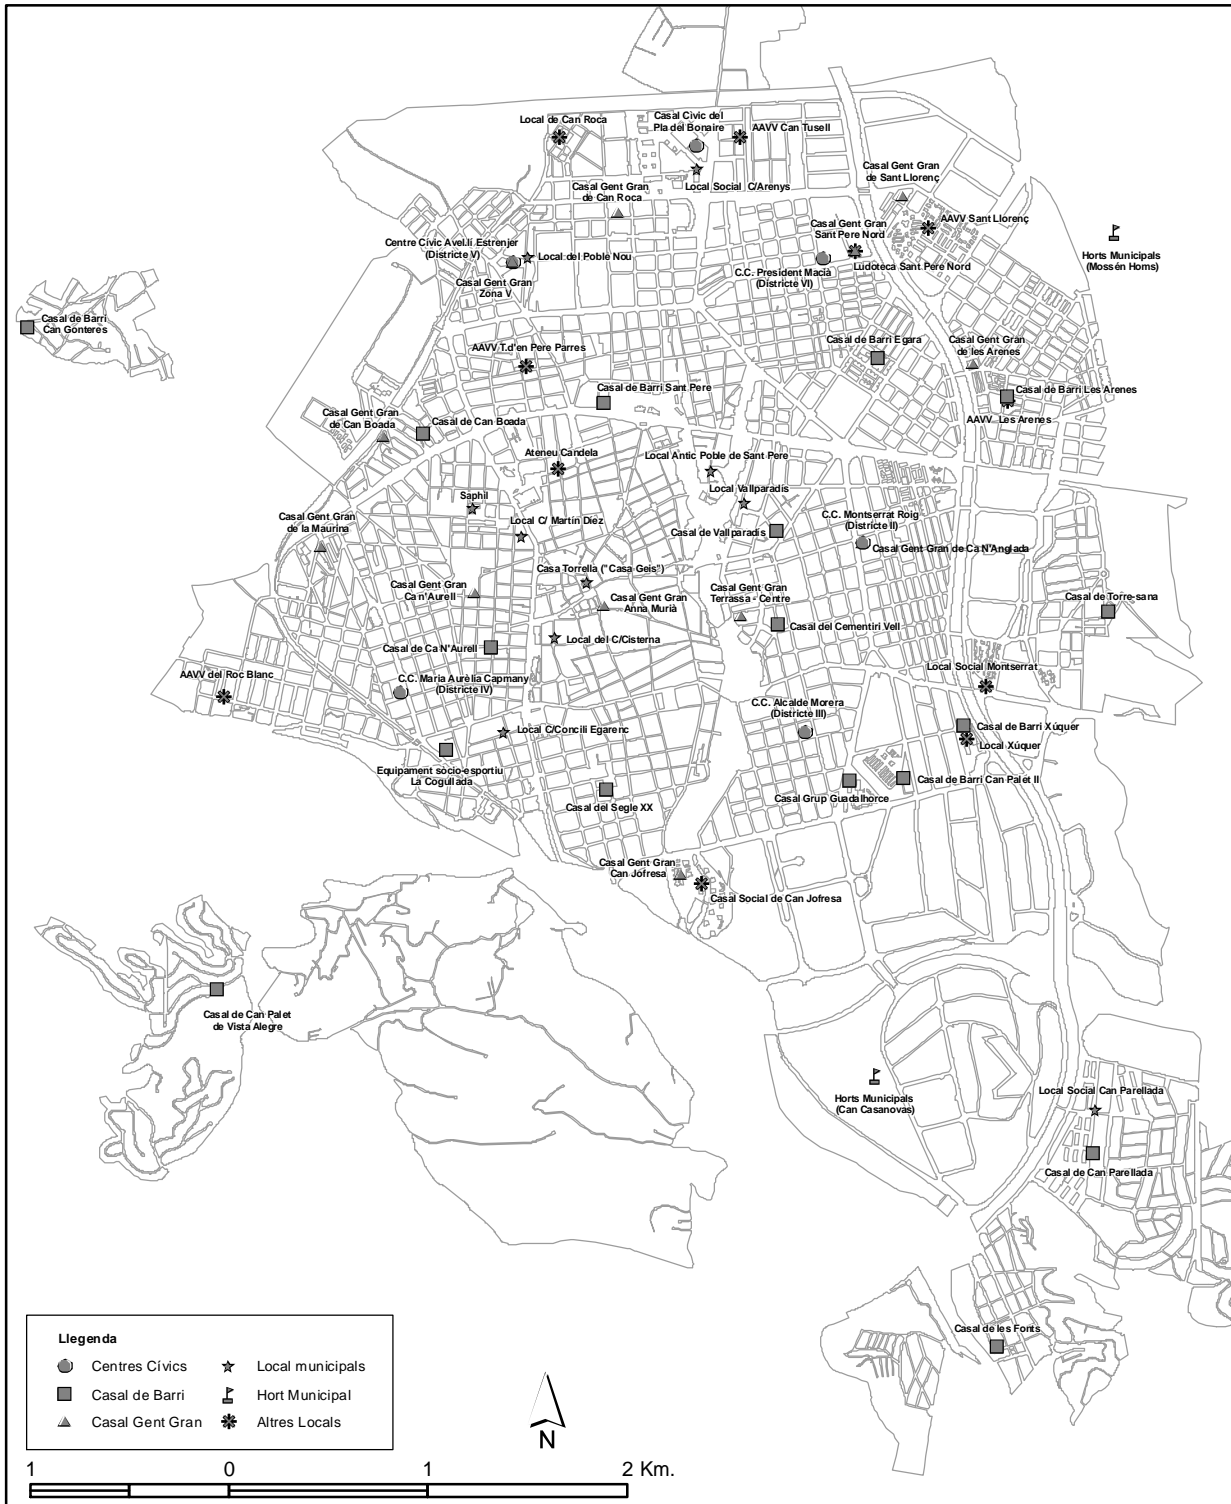 Local de Can Roca
Casal Cívic del
Pla del Bonaire
AAVV Can Tusell
Casal Gent Gran
de Sant Llorenç
Local Social C/Arenys
Casal Gent Gran
de Can Roca
AAVV Sant Llorenç
Casal Gent Gran
Sant Pere Nord
Horts Municipals
(Mossén Homs)
Centre Cívic Avel.lí Estrenjer
(Districte V)
Local del Poble Nou
Ludoteca Sant Pere Nord
C.C. President Macià
(Districte VI)
Casal Gent Gran
Zona V
Casal de Barri
Can Gonteres
AAVV T.d'en Pere Parres
Casal de Barri Egara
Casal Gent Gran
de les Arenes
Casal de Barri Sant Pere
Casal de Barri Les Arenes
AAVV Les Arenes
Casal Gent Gran
de Can Boada
Casal de Can Boada
Ateneu Candela
Local Antic Poble de Sant Pere
Saphil
Local Vallparadís
Local C/ Martín Díez
C.C. Montserrat Roig
(Districte II)
Casal Gent Gran
de la Maurina
Casal de Vallparadís
Casal Gent Gran de Ca N'Anglada
Casa Torrella ("Casa Geis")
Casal Gent Gran
Ca n'Aurell
Casal Gent Gran
Anna Murià
Casal Gent Gran
Terrassa - Centre
Casal de Torre-sana
Casal del Cementiri Vell
Local del C/Cisterna
Casal de Ca N'Aurell
AAVV del Roc Blanc
C.C. Maria Aurèlia Capmany
(Districte IV)
Local Social Montserrat
C.C. Alcalde Morera
(Districte III)
Local C/Concili Egarenc
Casal de Barri Xúquer
Local Xúquer
Equipament sòcio-esportiu
La Cogullada
Casal de Barri Can Palet II
Casal Grup Guadalhorce
Casal del Segle XX
Casal Gent Gran
Can Jofresa
Casal Social de Can Jofresa
Casal de Can Palet
de Vista Alegre
Horts Municipals
(Can Casanovas)
Local Social Can Parellada
Casal de Can Parellada
Casal de les Fonts
Llegenda
Centres Cívics
Local municipals
Casal de Barri
Hort Municipal
Casal Gent Gran
Altres Locals
N
1 0 1 2 Km.